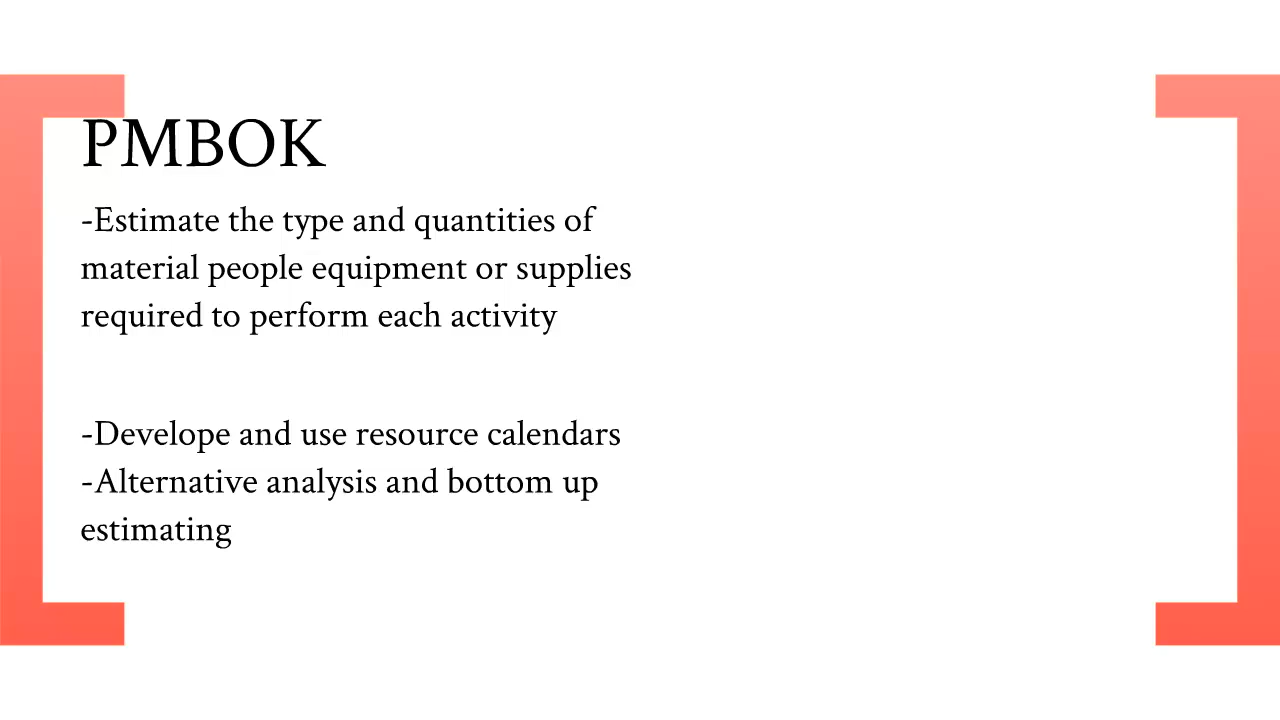 PMBOK
-Estimate the type and quantities of
material people equipment or supplies
required to perform each activity
-Develope and use resource calendars
-Alternative analysis and bottom up
estimating